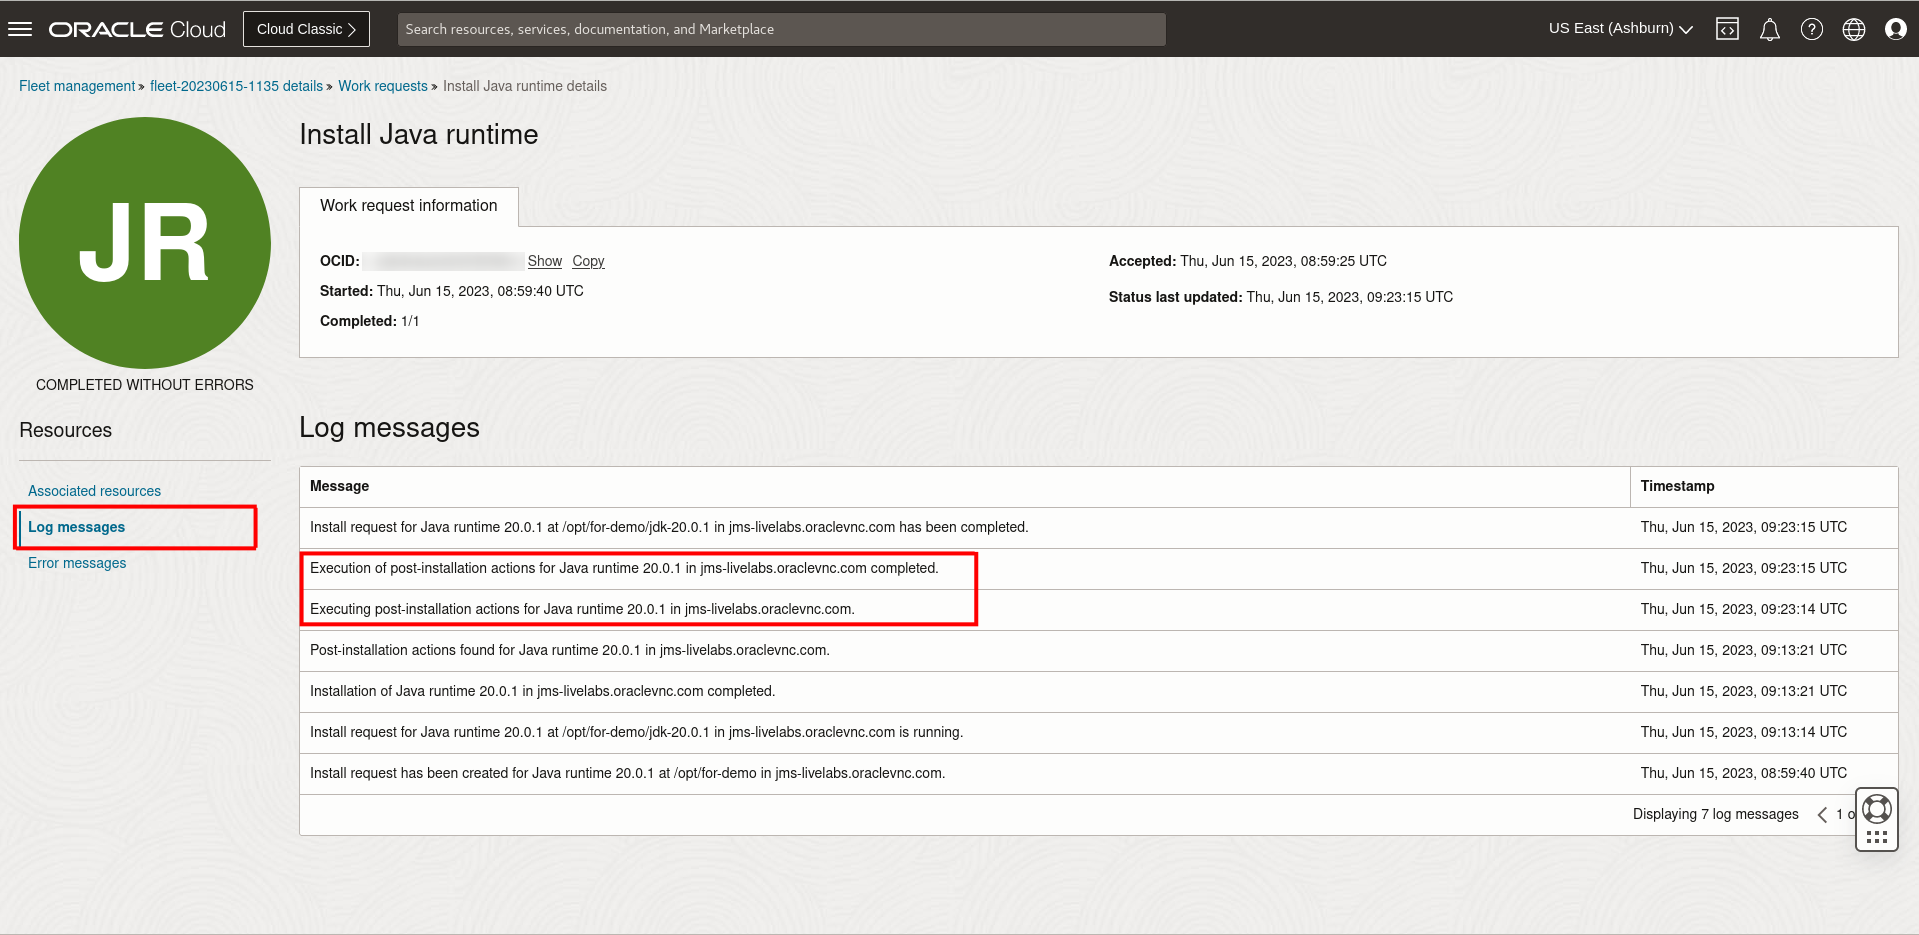 ORACLE Cloud
Cloud Classic
Search resources, services, documentation, and Marketplace
US East (Ashburn)
Fleet management » fleet-20230615-1135 details » Work requests » Install Java runtime details
JR
COMPLETED WITHOUT ERRORS
Install Java runtime
Work request information
OCID: Show Copy
Started: Thu, Jun 15, 2023, 08:59:40 UTC
Completed: 1/1
Accepted: Thu, Jun 15, 2023, 08:59:25 UTC
Status last updated: Thu, Jun 15, 2023, 09:23:15 UTC
Resources
Associated resources
Log messages
Error messages
Log messages
Message Timestamp
Install request for Java runtime 20.0.1 at /opt/for-demo/jdk-20.0.1 in jms-livelabs.oraclevnc.com has been completed. Thu, Jun 15, 2023, 09:23:15 UTC
Execution of post-installation actions for Java runtime 20.0.1 in jms-livelabs.oraclevnc.com completed. Thu, Jun 15, 2023, 09:23:15 UTC
Executing post-installation actions for Java runtime 20.0.1 in jms-livelabs.oraclevnc.com. Thu, Jun 15, 2023, 09:23:14 UTC
Post-installation actions found for Java runtime 20.0.1 in jms-livelabs.oraclevnc.com. Thu, Jun 15, 2023, 09:13:21 UTC
Installation of Java runtime 20.0.1 in jms-livelabs.oraclevnc.com completed. Thu, Jun 15, 2023, 09:13:21 UTC
Install request for Java runtime 20.0.1 at /opt/for-demo/jdk-20.0.1 in jms-livelabs.oraclevnc.com is running. Thu, Jun 15, 2023, 09:13:14 UTC
Install request has been created for Java runtime 20.0.1 at /opt/for-demo in jms-livelabs.oraclevnc.com. Thu, Jun 15, 2023, 08:59:40 UTC
Displaying 7 log messages 1